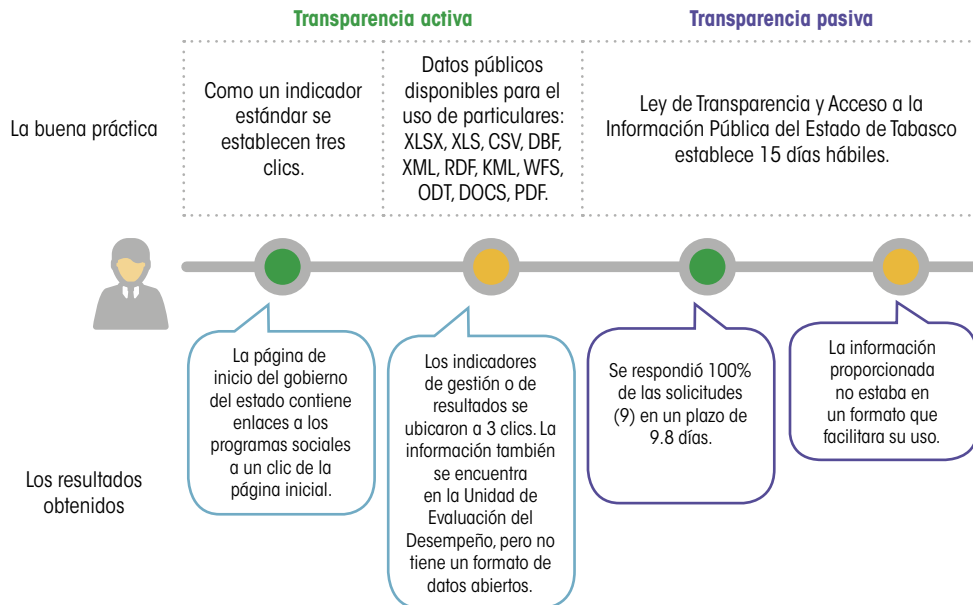 Transparencia activa
Transparencia pasiva
La buena práctica
Como un indicador
estándar se
establecen tres
clics.
Datos públicos
disponibles para el
uso de particulares:
XLSX, XLS, CSV, DBF,
XML, RDF, KML, WFS,
ODT, DOCS, PDF.
Ley de Transparencia y Acceso a la
Información Pública del Estado de Tabasco
establece 15 días hábiles.
Los resultados
obtenidos
La página de
inicio del gobierno
del estado contiene
enlaces a los
programas sociales
a un clic de la
página inicial.
Los indicadores
de gestión o de
resultados se
ubicaron a 3 clics. La
información también
se encuentra
en la Unidad de
Evaluación del
Desempeño, pero no
tiene un formato de
datos abiertos.
Se respondió 100%
de las solicitudes
(9) en un plazo de
9.8 días.
La información
proporcionada
no estaba en
un formato que
facilitara su uso.